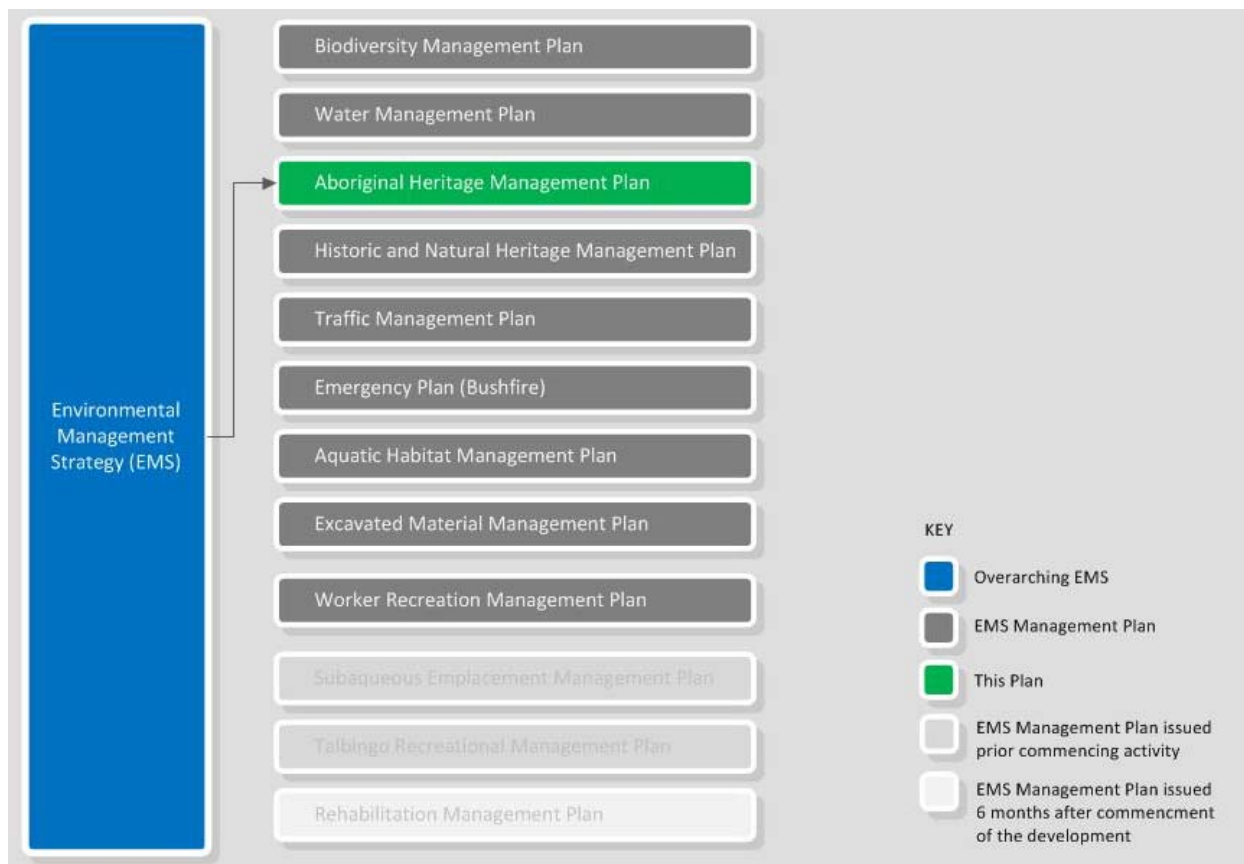 Environmental
Management
Strategy (EMS)
Biodiversity Management Plan
Water Management Plan
Aboriginal Heritage Management Plan
Historic and Natural Heritage Management Plan
Traffic Management Plan
Emergency Plan (Bushfire)
Aquatic Habitat Management Plan
Excavated Material Management Plan
Worker Recreation Management Plan
Subaqueous Emplacement Management Plan
Talbingo Recreational Management Plan
Rehabilitation Management Plan
KEY
Overarching EMS
EMS Management Plan
This Plan
EMS Management Plan issued
prior commencing activity
EMS Management Plan issued
6 months after commencment
of the development